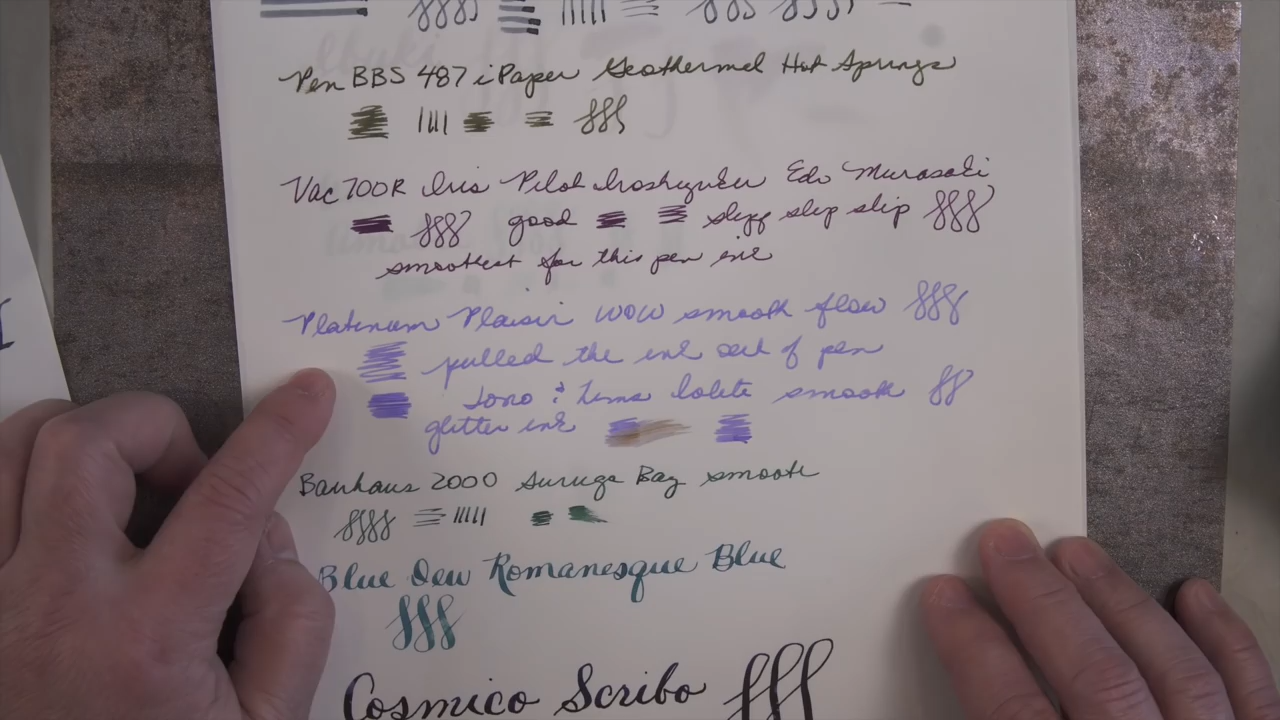 Pen BBS 487 i Paper Geothermel Hot Springs
Vac 700R Iris Pilot Iroshizuku Edo Murasaki
good slip slip slip
smoothest for this pen ink
Platinum Plaisir WOW smooth flow
pulled the ink out of pen
Tono & Lims Lolite smooth
glitter ink
Bauhaus 2000 Suruga Bay smooth
Blue Dew Romanesque Blue
Cosmico Scribo